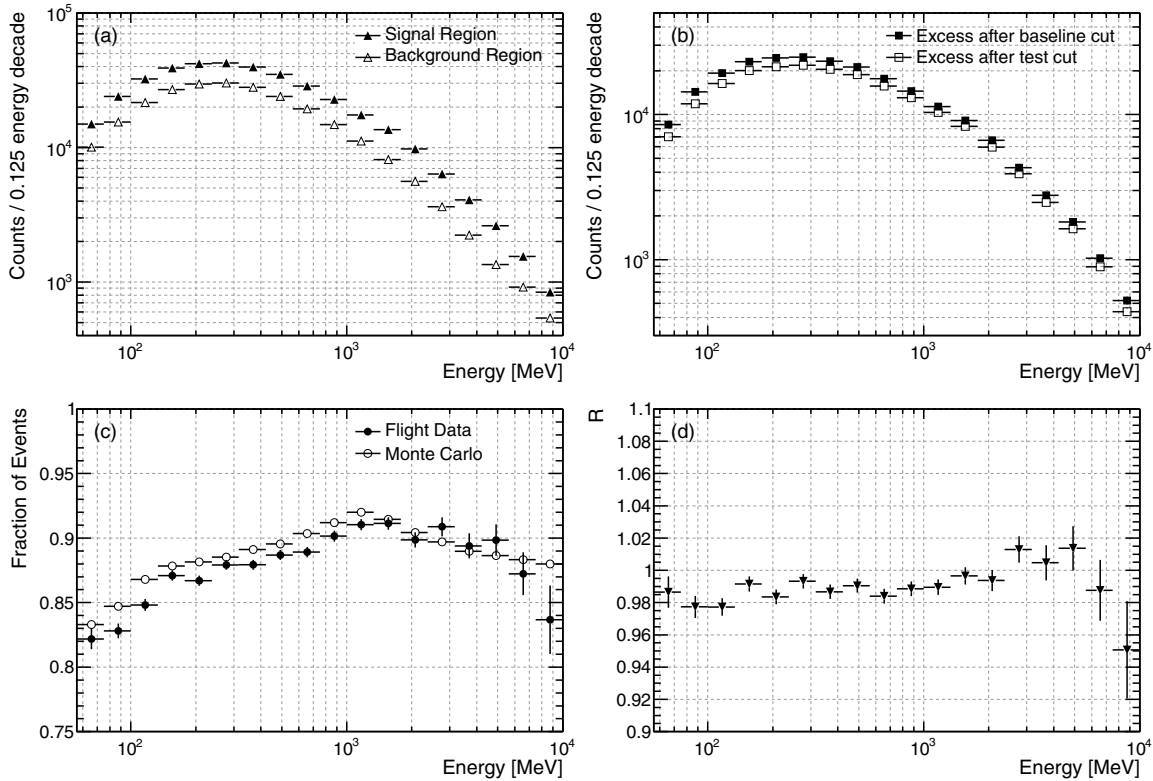 (a)
Signal Region
Background Region
Counts / 0.125 energy decade
10^5
10^4
10^3
10^2
10^3
10^4
Energy [MeV]
(b)
Excess after baseline cut
Excess after test cut
Counts / 0.125 energy decade
10^4
10^3
10^2
10^3
10^4
Energy [MeV]
(c)
Flight Data
Monte Carlo
Fraction of Events
1
0.95
0.9
0.85
0.8
0.75
10^2
10^3
10^4
Energy [MeV]
(d)
R
1.1
1.08
1.06
1.04
1.02
1
0.98
0.96
0.94
0.92
0.9
10^2
10^3
10^4
Energy [MeV]